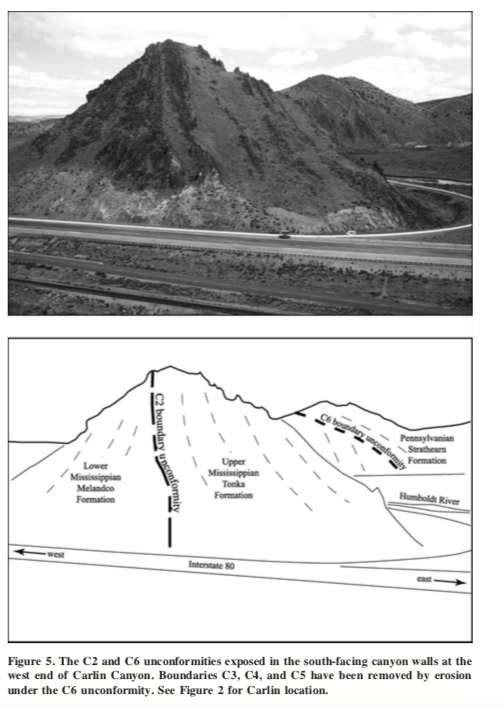 C2 boundary unconformity
C6 boundary unconformity
Pennsylvanian
Strathearn
Formation
Lower
Mississippian
Melandco
Formation
Upper
Mississippian
Tonka
Formation
Humboldt River
west
Interstate 80
east
Figure 5. The C2 and C6 unconformities exposed in the south-facing canyon walls at the
west end of Carlin Canyon. Boundaries C3, C4, and C5 have been removed by erosion
under the C6 unconformity. See Figure 2 for Carlin location.